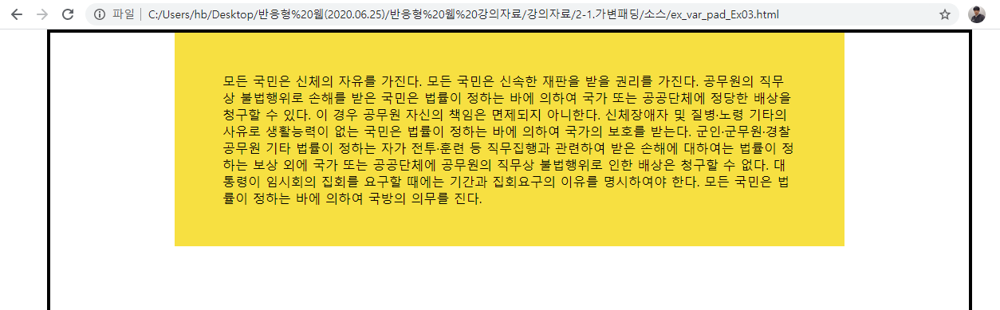 파일 C:/Users/hb/Desktop/반응형%20웹(2020.06.25)/반응형%20웹%20강의자료/강의자료/2-1.가변패딩/소스/ex_var_pad_Ex03.html
모든 국민은 신체의 자유를 가진다. 모든 국민은 신속한 재판을 받을 권리를 가진다. 공무원의 직무
상 불법행위로 손해를 받은 국민은 법률이 정하는 바에 의하여 국가 또는 공공단체에 정당한 배상을
청구할 수 있다. 이 경우 공무원 자신의 책임은 면제되지 아니한다. 신체장애자 및 질병·노령 기타의
사유로 생활능력이 없는 국민은 법률이 정하는 바에 의하여 국가의 보호를 받는다. 군인·군무원·경찰
공무원 기타 법률이 정하는 자가 전투·훈련 등 직무집행과 관련하여 받은 손해에 대하여는 법률이 정
하는 보상 외에 국가 또는 공공단체에 공무원의 직무상 불법행위로 인한 배상은 청구할 수 없다. 대
통령이 임시회의 집회를 요구할 때에는 기간과 집회요구의 이유를 명시하여야 한다. 모든 국민은 법
률이 정하는 바에 의하여 국방의 의무를 진다.